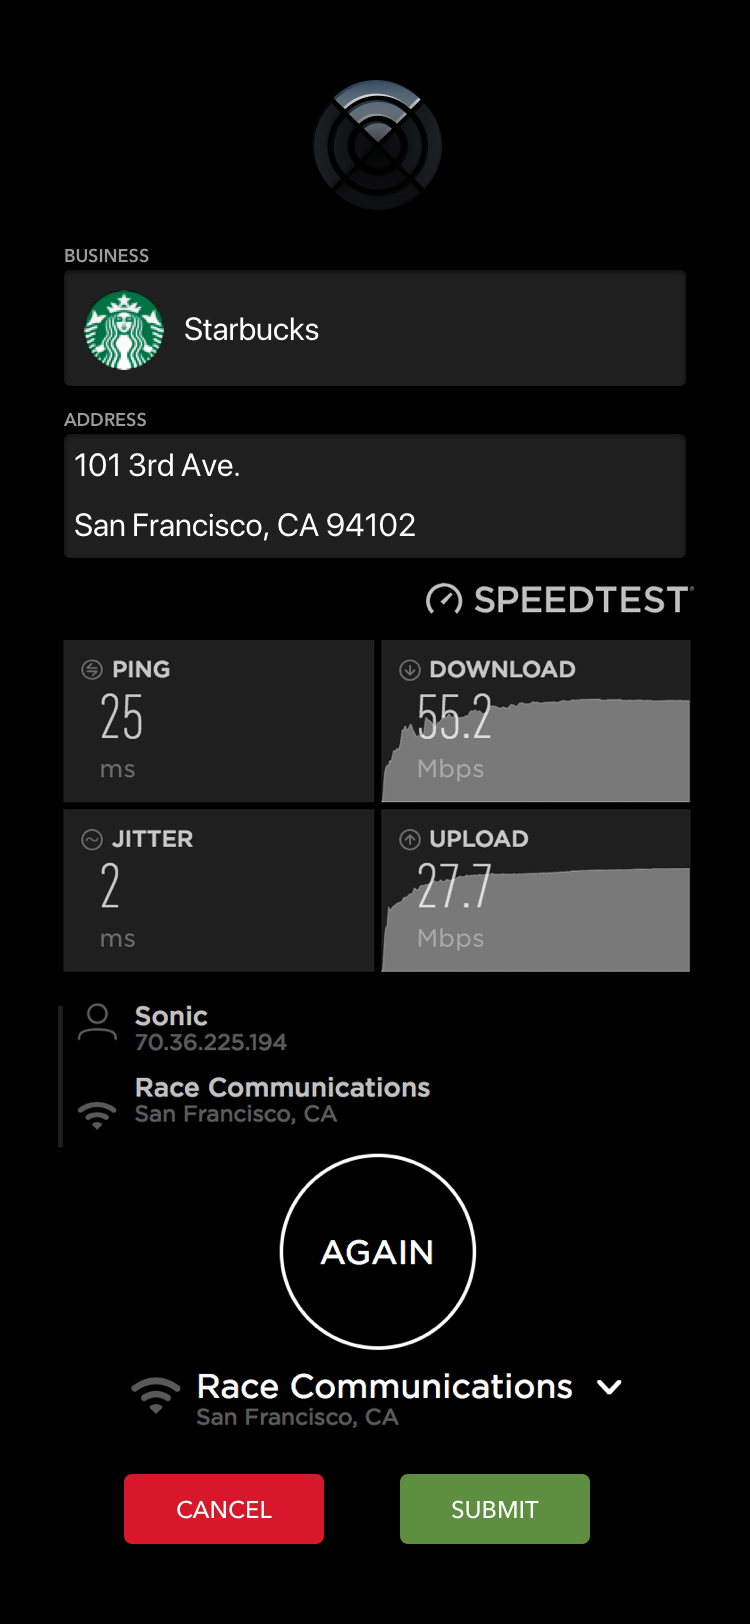 BUSINESS
Starbucks
ADDRESS
101 3rd Ave.
San Francisco, CA 94102
SPEEDTEST
PING
25
ms
DOWNLOAD
55.2
Mbps
JITTER
2
ms
UPLOAD
27.7
Mbps
Sonic
70.36.225.194
Race Communications
San Francisco, CA
AGAIN
Race Communications
San Francisco, CA
CANCEL
SUBMIT